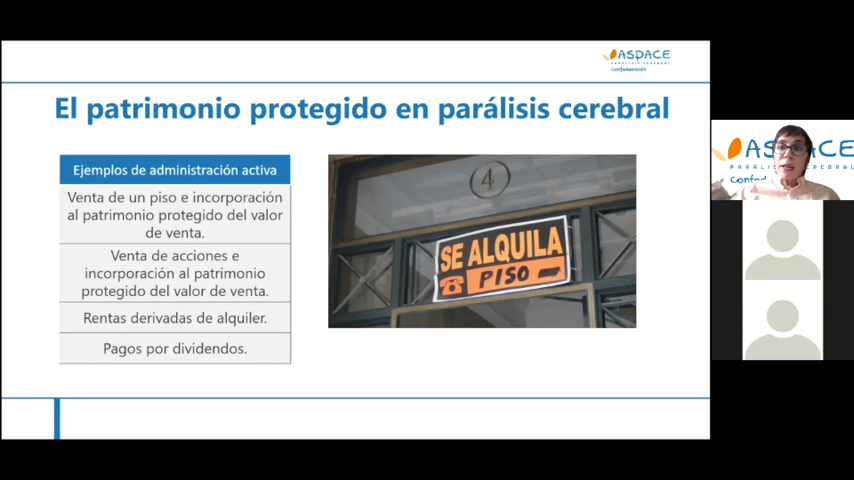 ASPACE
PARÁLISIS CEREBRAL
Confederación
El patrimonio protegido en parálisis cerebral
Ejemplos de administración activa
Venta de un piso e incorporación
al patrimonio protegido del valor
de venta.
Venta de acciones e
incorporación al patrimonio
protegido del valor de venta.
Rentas derivadas de alquiler.
Pagos por dividendos.
4
SE ALQUILA
PISO
ASPACE
PARÁLISIS CEREBRAL